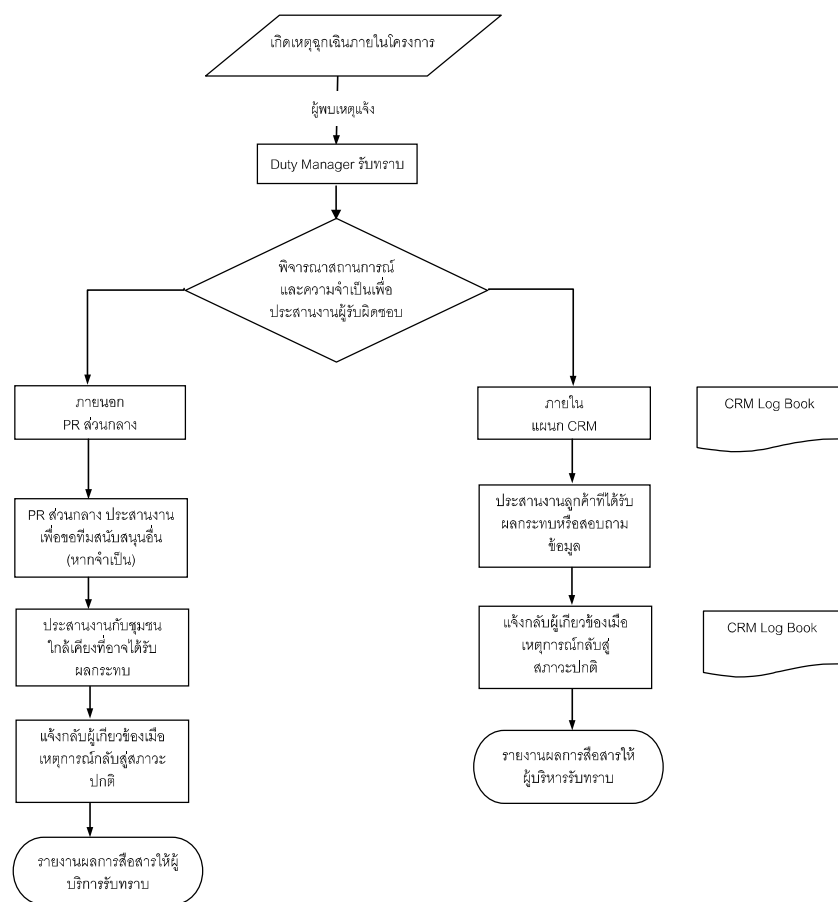 เกิดเหตุฉุกเฉินภายในโครงการ
ผู้พบเหตุแจ้ง
Duty Manager รับทราบ
พิจารณาสถานการณ์
และความจำเป็นเพื่อ
ประสานงานผู้รับผิดชอบ
ภายนอก
PR ส่วนกลาง
PR ส่วนกลาง ประสานงาน
เพื่อขอทีมสนับสนุนอื่น
(หากจำเป็น)
ประสานงานกับชุมชน
ใกล้เคียงที่อาจได้รับ
ผลกระทบ
แจ้งกลับผู้เกี่ยวข้องเมื่อ
เหตุการณ์กลับสู่สภาวะ
ปกติ
รายงานผลการสื่อสารให้ผู้
บริการรับทราบ
ภายใน
แผนก CRM
ประสานงานลูกค้าที่ได้รับ
ผลกระทบหรือสอบถาม
ข้อมูล
แจ้งกลับผู้เกี่ยวข้องเมื่อ
เหตุการณ์กลับสู่
สภาวะปกติ
รายงานผลการสื่อสารให้
ผู้บริหารรับทราบ
CRM Log Book
CRM Log Book